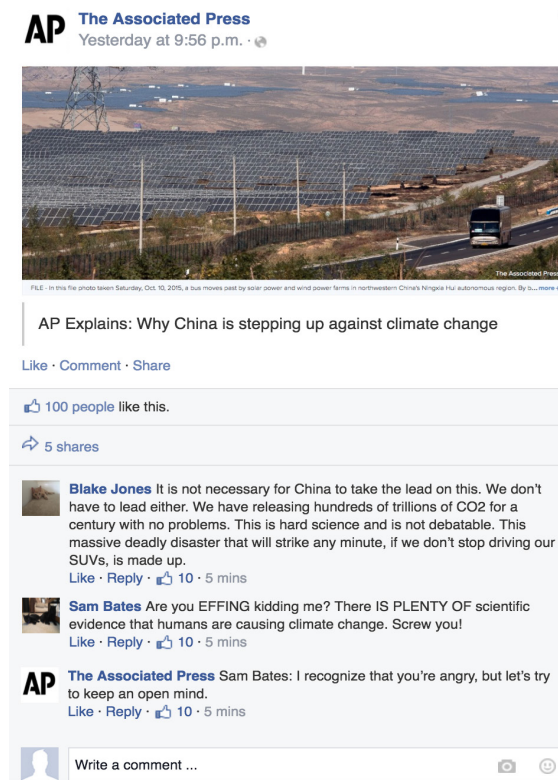 AP The Associated Press
Yesterday at 9:56 p.m. ·
The Associated Press
FILE - In this file photo taken Saturday, Oct. 10, 2015, a bus moves past by solar power and wind power farms in northwestern China's Ningxia Hui autonomous region. By b... more
AP Explains: Why China is stepping up against climate change
Like · Comment · Share
100 people like this.
5 shares
Blake Jones It is not necessary for China to take the lead on this. We don't
have to lead either. We have releasing hundreds of trillions of CO2 for a
century with no problems. This is hard science and is not debatable. This
massive deadly disaster that will strike any minute, if we don't stop driving our
SUVs, is made up.
Like · Reply · 10 · 5 mins
Sam Bates Are you EFFING kidding me? There IS PLENTY OF scientific
evidence that humans are causing climate change. Screw you!
Like · Reply · 10 · 5 mins
AP The Associated Press Sam Bates: I recognize that you're angry, but let's try
to keep an open mind.
Like · Reply · 10 · 5 mins
Write a comment ...